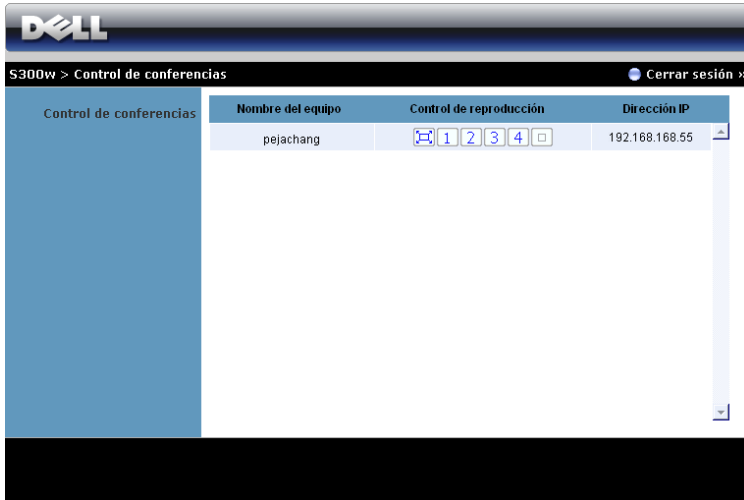 DELL
S300w > Control de conferencias
Cerrar sesión »
Control de conferencias
Nombre del equipo Control de reproducción Dirección IP
pejachang 1 2 3 4 192.168.168.55